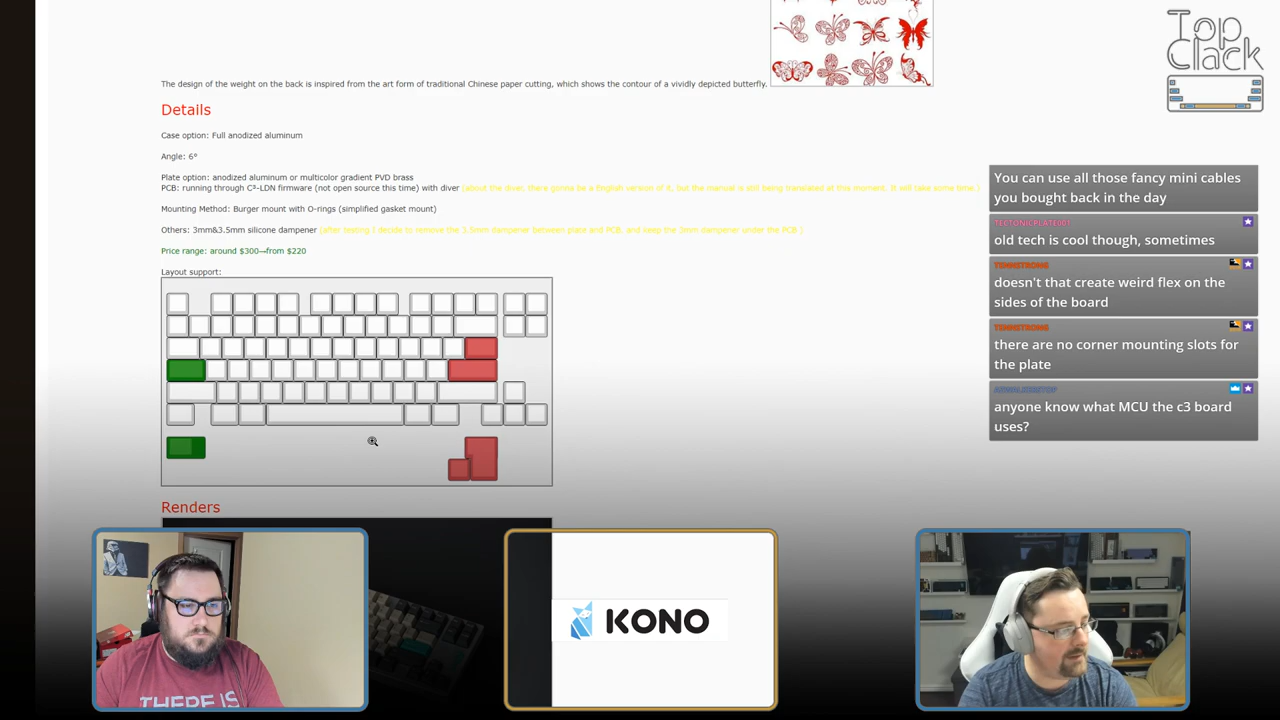 Top
Clack
The design of the weight on the back is inspired from the art form of traditional Chinese paper cutting, which shows the contour of a vividly depicted butterfly.
Details
Case option: Full anodized aluminum
Angle: 6°
Plate option: anodized aluminum or multicolor gradient PVD brass
PCB: running through C³-LDN firmware (not open source this time) with diver (about the diver, there gonna be a English version of it, but the manual is still being translated at this moment. It will take some time.)
Mounting Method: Burger mount with O-rings (simplified gasket mount)
Others: 3mm&3.5mm silicone dampener (after testing I decide to remove the 3.5mm dampener between plate and PCB, and keep the 3mm dampener under the PCB )
Price range: around $300→from $220
Layout support:
Renders
You can use all those fancy mini cables
you bought back in the day
old tech is cool though, sometimes
TENNSTRONG
doesn't that create weird flex on the
sides of the board
TENNSTRONG
there are no corner mounting slots for
the plate
anyone know what MCU the c3 board
uses?
KONO
THERE IS